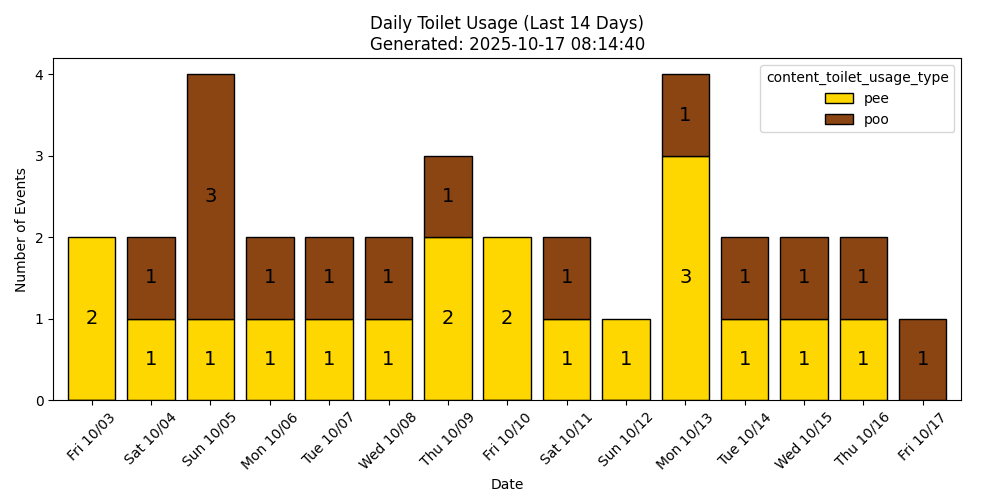 Daily Toilet Usage (Last 14 Days)
Generated: 2025-10-17 08:14:40
content_toilet_usage_type
pee
poo
Number of Events
4
3
2
1
0
1
1
3
1
1
1
1
1
1
1
1
1
2
1
1
1
1
1
2
2
1
1
3
1
1
1
1
Fri 10/03
Sat 10/04
Sun 10/05
Mon 10/06
Tue 10/07
Wed 10/08
Thu 10/09
Fri 10/10
Sat 10/11
Sun 10/12
Mon 10/13
Tue 10/14
Wed 10/15
Thu 10/16
Fri 10/17
Date